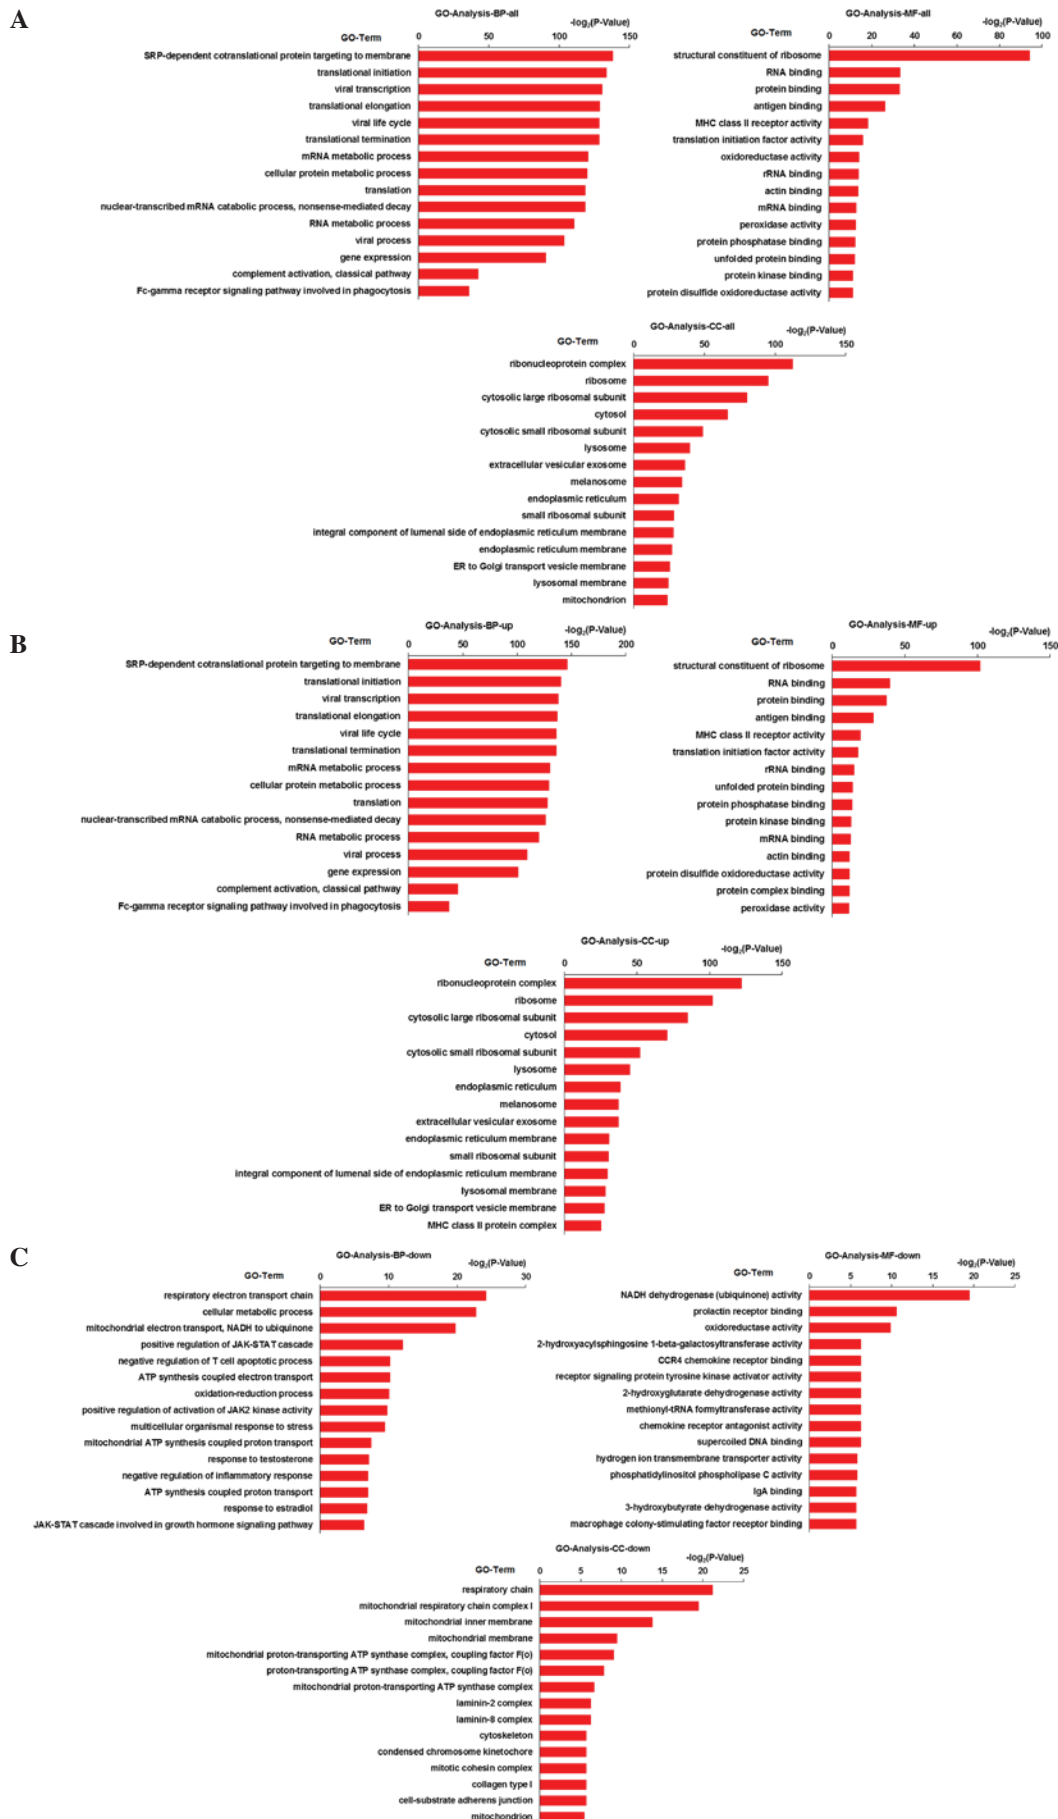 A
GO-Analysis-BP-all
-log₂(P-Value)
GO-Term
0 50 100 150
SRP-dependent cotranslational protein targeting to membrane
translational initiation
viral transcription
translational elongation
viral life cycle
translational termination
mRNA metabolic process
cellular protein metabolic process
translation
nuclear-transcribed mRNA catabolic process, nonsense-mediated decay
RNA metabolic process
viral process
gene expression
complement activation, classical pathway
Fc-gamma receptor signaling pathway involved in phagocytosis
GO-Analysis-MF-all
-log₂(P-Value)
GO-Term
0 20 40 60 80 100
structural constituent of ribosome
RNA binding
protein binding
antigen binding
MHC class II receptor activity
translation initiation factor activity
oxidoreductase activity
rRNA binding
actin binding
mRNA binding
peroxidase activity
protein phosphatase binding
unfolded protein binding
protein kinase binding
protein disulfide oxidoreductase activity
GO-Analysis-CC-all
-log₂(P-Value)
GO-Term
0 50 100 150
ribonucleoprotein complex
ribosome
cytosolic large ribosomal subunit
cytosol
cytosolic small ribosomal subunit
lysosome
extracellular vesicular exosome
melanosome
endoplasmic reticulum
small ribosomal subunit
integral component of lumenal side of endoplasmic reticulum membrane
endoplasmic reticulum membrane
ER to Golgi transport vesicle membrane
lysosomal membrane
mitochondrion
B
GO-Analysis-BP-up
-log₂(P-Value)
GO-Term
0 50 100 150 200
SRP-dependent cotranslational protein targeting to membrane
translational initiation
viral transcription
translational elongation
viral life cycle
translational termination
mRNA metabolic process
cellular protein metabolic process
translation
nuclear-transcribed mRNA catabolic process, nonsense-mediated decay
RNA metabolic process
viral process
gene expression
complement activation, classical pathway
Fc-gamma receptor signaling pathway involved in phagocytosis
GO-Analysis-MF-up
-log₂(P-Value)
GO-Term
0 50 100 150
structural constituent of ribosome
RNA binding
protein binding
antigen binding
MHC class II receptor activity
translation initiation factor activity
rRNA binding
unfolded protein binding
protein phosphatase binding
protein kinase binding
mRNA binding
actin binding
protein disulfide oxidoreductase activity
protein complex binding
peroxidase activity
GO-Analysis-CC-up
-log₂(P-Value)
GO-Term
0 50 100 150
ribonucleoprotein complex
ribosome
cytosolic large ribosomal subunit
cytosol
cytosolic small ribosomal subunit
lysosome
endoplasmic reticulum
melanosome
extracellular vesicular exosome
endoplasmic reticulum membrane
small ribosomal subunit
integral component of lumenal side of endoplasmic reticulum membrane
lysosomal membrane
ER to Golgi transport vesicle membrane
MHC class II protein complex
C
GO-Analysis-BP-down
-log₂(P-Value)
GO-Term
0 10 20 30
respiratory electron transport chain
cellular metabolic process
mitochondrial electron transport, NADH to ubiquinone
positive regulation of JAK-STAT cascade
negative regulation of T cell apoptotic process
ATP synthesis coupled electron transport
oxidation-reduction process
positive regulation of activation of JAK2 kinase activity
multicellular organismal response to stress
mitochondrial ATP synthesis coupled proton transport
response to testosterone
negative regulation of inflammatory response
ATP synthesis coupled proton transport
response to estradiol
JAK-STAT cascade involved in growth hormone signaling pathway
GO-Analysis-MF-down
-log₂(P-Value)
GO-Term
0 5 10 15 20 25
NADH dehydrogenase (ubiquinone) activity
prolactin receptor binding
oxidoreductase activity
2-hydroxyacylsphingosine 1-beta-galactosyltransferase activity
CCR4 chemokine receptor binding
receptor signaling protein tyrosine kinase activator activity
2-hydroxyglutarate dehydrogenase activity
methionyl-tRNA formyltransferase activity
chemokine receptor antagonist activity
supercoiled DNA binding
hydrogen ion transmembrane transporter activity
phosphatidylinositol phospholipase C activity
IgA binding
3-hydroxybutyrate dehydrogenase activity
macrophage colony-stimulating factor receptor binding
GO-Analysis-CC-down
-log₂(P-Value)
GO-Term
0 5 10 15 20 25
respiratory chain
mitochondrial respiratory chain complex I
mitochondrial inner membrane
mitochondrial membrane
mitochondrial proton-transporting ATP synthase complex, coupling factor F(o)
proton-transporting ATP synthase complex, coupling factor F(o)
mitochondrial proton-transporting ATP synthase complex
laminin-2 complex
laminin-8 complex
cytoskeleton
condensed chromosome kinetochore
mitotic cohesin complex
collagen type I
cell-substrate adherens junction
mitochondrion